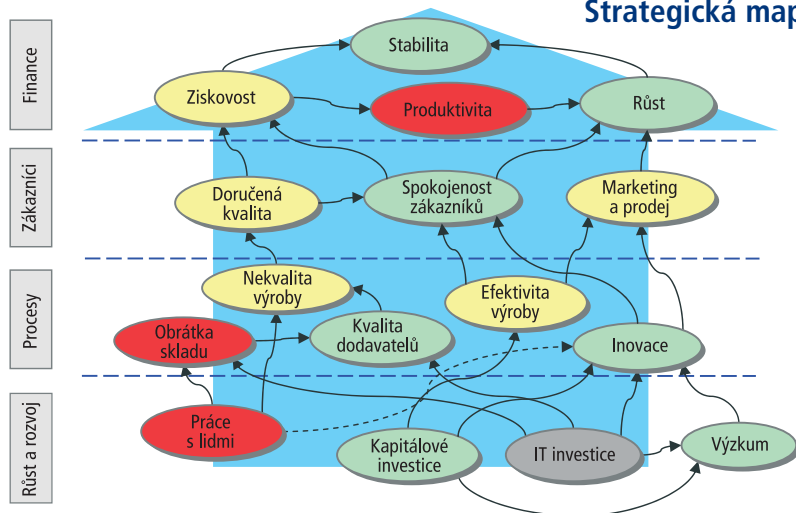 Strategická map
Finance
Stabilita
Ziskovost
Produktivita
Růst
Zákazníci
Doručená
kvalita
Spokojenost
zákazníků
Marketing
a prodej
Procesy
Nekvalita
výroby
Efektivita
výroby
Obrátka
skladu
Kvalita
dodavatelů
Inovace
Růst a rozvoj
Práce
s lidmi
Kapitálové
investice
IT investice
Výzkum